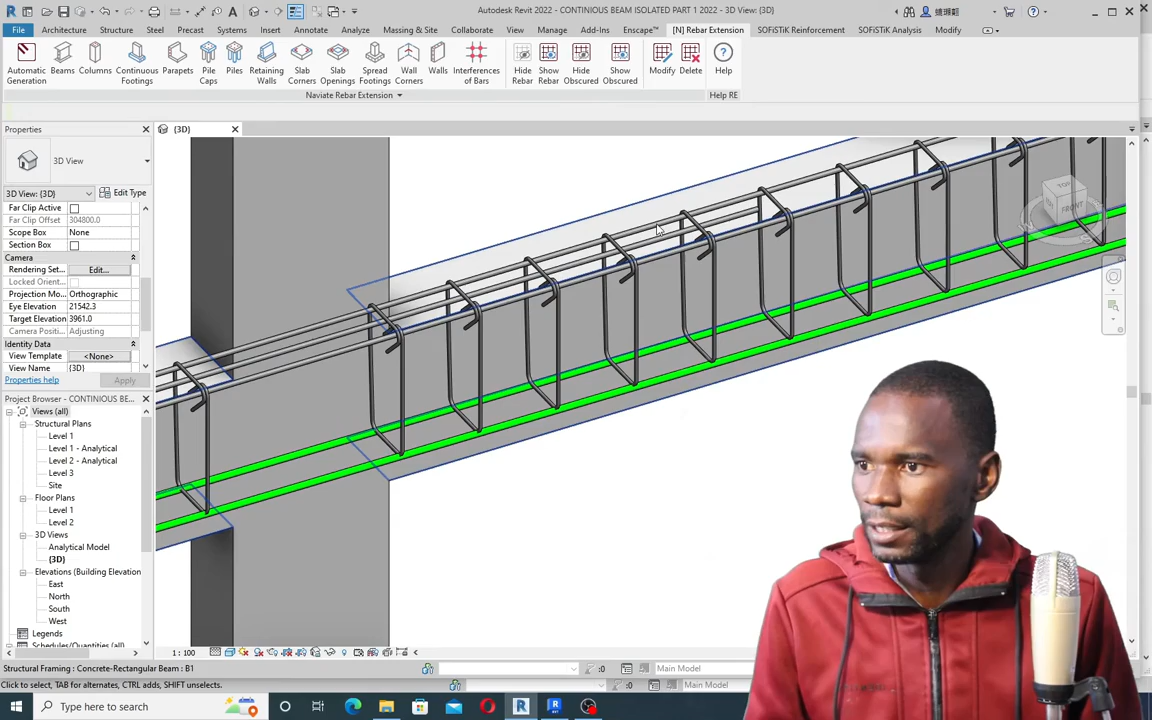 Autodesk Revit 2022 - CONTINIOUS BEAM ISOLATED PART 1 2022 - 3D View: {3D}
File Architecture Structure Steel Precast Systems Insert Annotate Analyze Massing & Site Collaborate View Manage Add-Ins Enscape™ [N] Rebar Extension SOFiSTiK Reinforcement SOFiSTiK Analysis Modify
Automatic Generation Beams Columns Continuous Footings Parapets Pile Caps Piles Retaining Walls Slab Corners Slab Openings Spread Footings Wall Corners Walls Interferences of Bars Hide Rebar Show Rebar Hide Obscured Show Obscured Modify Delete Help
Naviate Rebar Extension Help RE
Properties
{3D}
3D View
3D View: {3D} Edit Type
Far Clip Active
Far Clip Offset 304800.0
Scope Box None
Section Box
Camera
Rendering Set... Edit...
Locked Orient...
Projection Mo... Orthographic
Eye Elevation 21542.3
Target Elevation 3961.0
Camera Positi... Adjusting
Identity Data
View Template <None>
View Name {3D}
Properties help Apply
Project Browser - CONTINIOUS BE...
Views (all)
Structural Plans
Level 1
Level 1 - Analytical
Level 2 - Analytical
Level 3
Site
Floor Plans
Level 1
Level 2
3D Views
Analytical Model
{3D}
Elevations (Building Elevation
East
North
South
West
Legends
Schedules/Quantities (all)
TOP
FRONT
1 : 100
Structural Framing : Concrete-Rectangular Beam : B1 :0 Main Model
Click to select, TAB for alternates, CTRL adds, SHIFT unselects. :0 Main Model
Type here to search